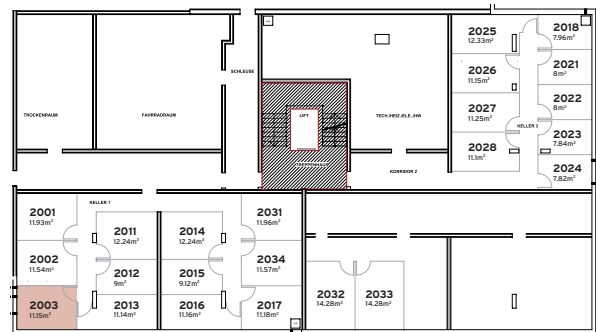 2025
12.33m²
2018
7.96m²
SCHLEUSE
2026
11.15m²
2021
8m²
TROCKENRAUM
FAHRRADRAUM
LIFT
TECH./HEIZ./ELE. /HW
2027
11.25m²
2022
8m²
KELLER 3
2023
7.84m²
2028
11.1m²
TREPPENHAUS
KORRIDOR 2
2024
7.82m²
KELLER 1
2001
11.93m²
2011
12.24m²
2014
12.24m²
2031
11.96m²
2002
11.54m²
2012
9m²
2015
9.12m²
2034
11.57m²
2003
11.15m²
2013
11.14m²
2016
11.16m²
2017
11.18m²
2032
14.28m²
2033
14.28m²